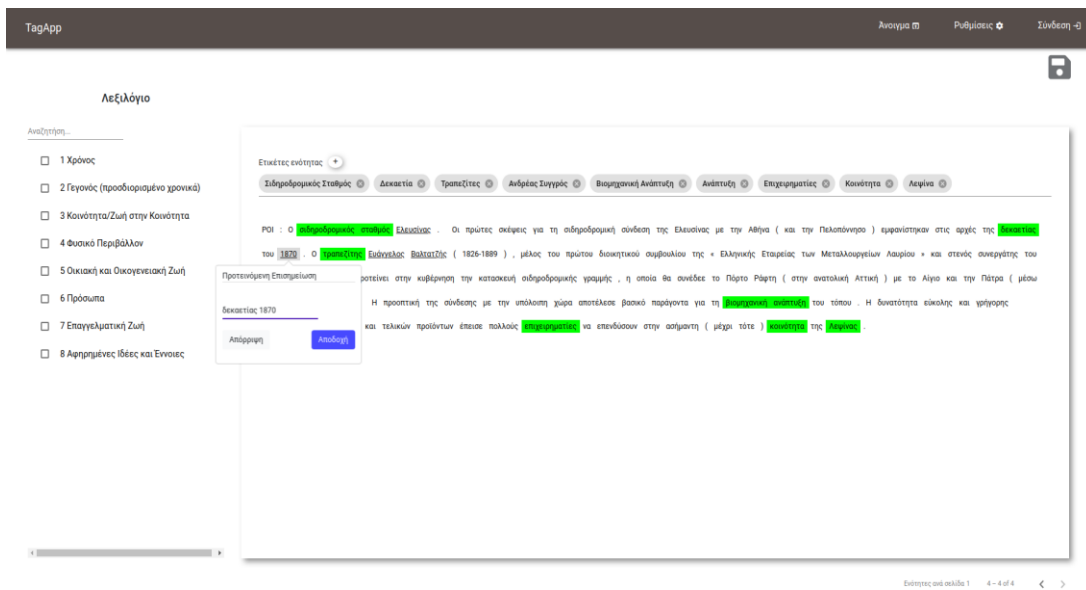 TagApp
Άνοιγμα
Ρυθμίσεις
Σύνδεση
Λεξιλόγιο
Αναζήτηση...
1 Χρόνος
2 Γεγονός (προσδιορισμένο χρονικά)
3 Κοινότητα/Ζωή στην Κοινότητα
4 Φυσικό Περιβάλλον
5 Οικιακή και Οικογενειακή Ζωή
6 Πρόσωπα
7 Επαγγελματική Ζωή
8 Αφηρημένες Ιδέες και Έννοιες
Ετικέτες ενότητας +
Σιδηροδρομικός Σταθμός Δεκαετία Τραπεζίτες Ανδρέας Συγγρός Βιομηχανική Ανάπτυξη Ανάπτυξη Επιχειρηματίες Κοινότητα Λεψίνα
POI : Ο σιδηροδρομικός σταθμός Ελευσίνας . Οι πρώτες σκέψεις για τη σιδηροδρομική σύνδεση της Ελευσίνας με την Αθήνα ( και την Πελοπόννησο ) εμφανίστηκαν στις αρχές της δεκαετίας
του 1870 . Ο τραπεζίτης Ευάγγελος Βαλτατζής ( 1826-1889 ) , μέλος του πρώτου διοικητικού συμβουλίου της « Ελληνικής Εταιρείας των Μεταλλουργείων Λαυρίου » και στενός συνεργάτης του
ροτείνει στην κυβέρνηση την κατασκευή σιδηροδρομικής γραμμής , η οποία θα συνέδεε το Πόρτο Ράφτη ( στην ανατολική Αττική ) με το Αίγιο και την Πάτρα ( μέσω
Η προοπτική της σύνδεσης με την υπόλοιπη χώρα αποτέλεσε βασικό παράγοντα για τη βιομηχανική ανάπτυξη του τόπου . Η δυνατότητα εύκολης και γρήγορης
και τελικών προϊόντων έπεισε πολλούς επιχειρηματίες να επενδύσουν στην ασήμαντη ( μέχρι τότε ) κοινότητα της Λεψίνας .
Προτεινόμενη Επισημείωση
δεκαετίας 1870
Απόρριψη Αποδοχή
Ενότητες ανά σελίδα 1 4 – 4 of 4